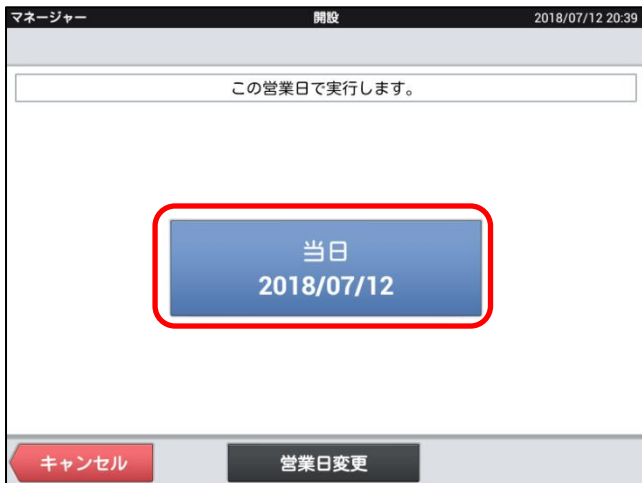 マネージャー 開設 2018/07/12 20:39
この営業日で実行します。
当日
2018/07/12
キャンセル 営業日変更